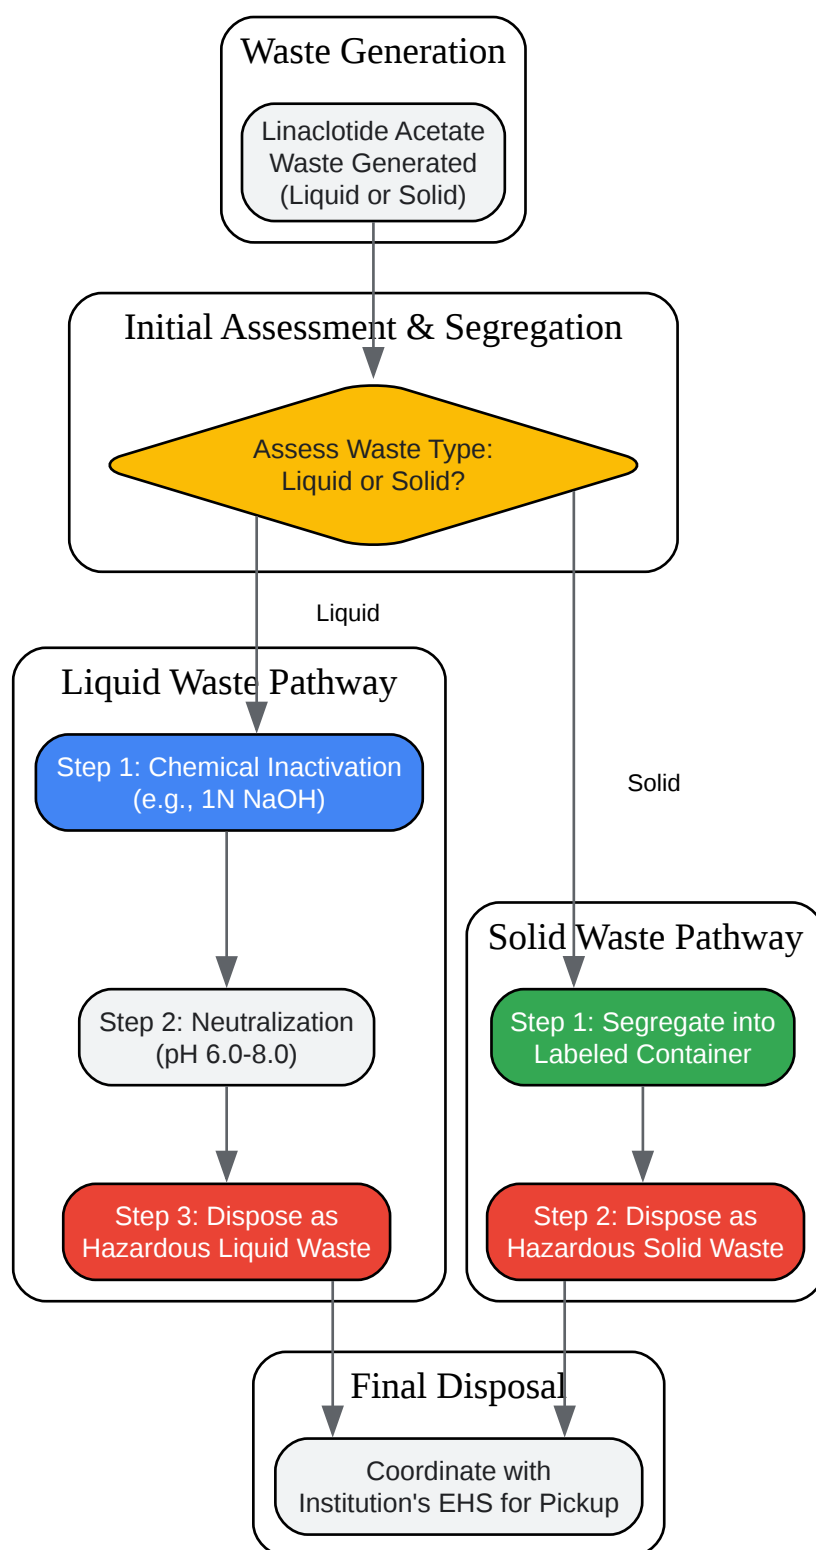 Waste Generation
Linaclotide Acetate
Waste Generated
(Liquid or Solid)
Initial Assessment & Segregation
Assess Waste Type:
Liquid or Solid?
Liquid
Liquid Waste Pathway
Step 1: Chemical Inactivation
(e.g., 1N NaOH)
Step 2: Neutralization
(pH 6.0-8.0)
Step 3: Dispose as
Hazardous Liquid Waste
Solid
Solid Waste Pathway
Step 1: Segregate into
Labeled Container
Step 2: Dispose as
Hazardous Solid Waste
Final Disposal
Coordinate with
Institution's EHS for Pickup